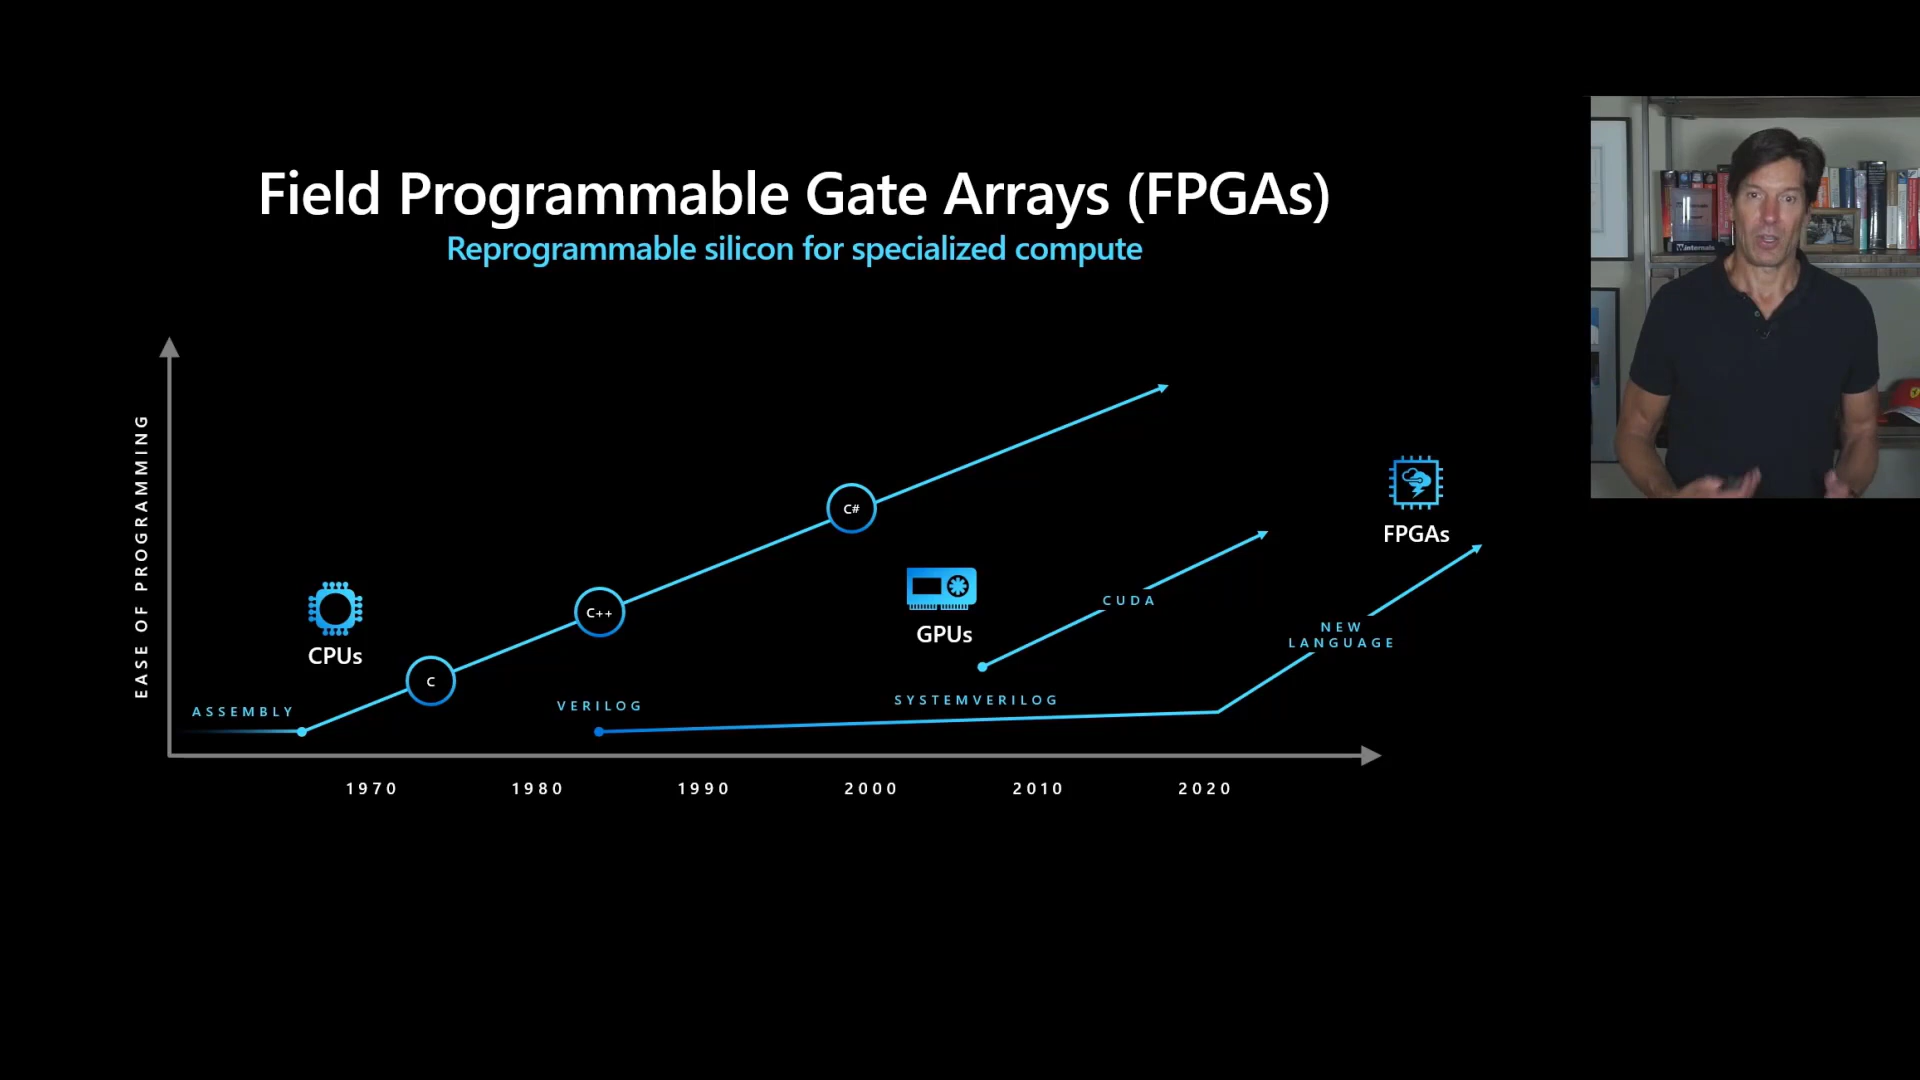 Field Programmable Gate Arrays (FPGAs)
Reprogrammable silicon for specialized compute
EASE OF PROGRAMMING
ASSEMBLY
CPUs
C
C++
C#
VERILOG
GPUs
SYSTEMVERILOG
CUDA
FPGAs
NEW
LANGUAGE
1970
1980
1990
2000
2010
2020